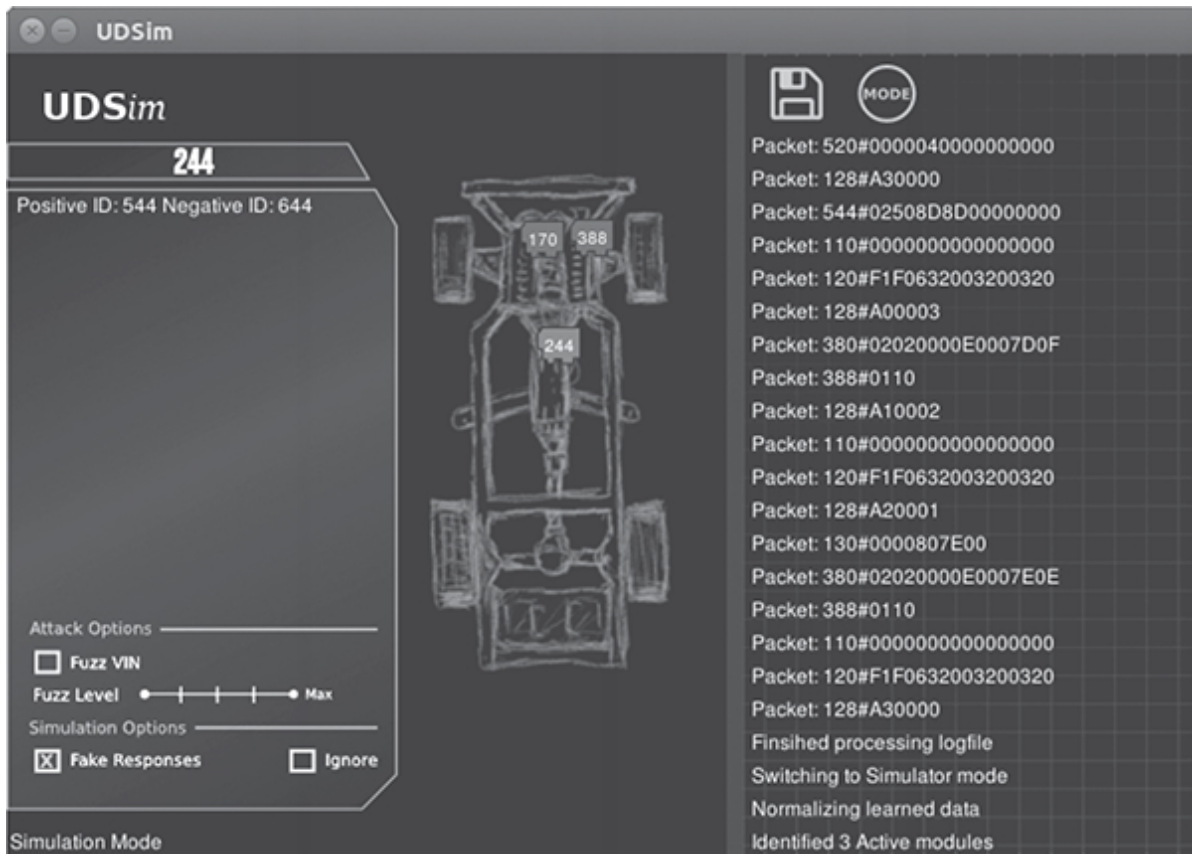 UDSim
UDSim
244
Positive ID: 544 Negative ID: 644
170
388
244
Attack Options
Fuzz VIN
Fuzz Level Max
Simulation Options
X Fake Responses Ignore
Simulation Mode
MODE
Packet: 520#0000040000000000
Packet: 128#A30000
Packet: 544#02508D8D00000000
Packet: 110#0000000000000000
Packet: 120#F1F0632003200320
Packet: 128#A00003
Packet: 380#02020000E0007D0F
Packet: 388#0110
Packet: 128#A10002
Packet: 110#0000000000000000
Packet: 120#F1F0632003200320
Packet: 128#A20001
Packet: 130#0000807E00
Packet: 380#02020000E0007E0E
Packet: 388#0110
Packet: 110#0000000000000000
Packet: 120#F1F0632003200320
Packet: 128#A30000
Finsihed processing logfile
Switching to Simulator mode
Normalizing learned data
Identified 3 Active modules